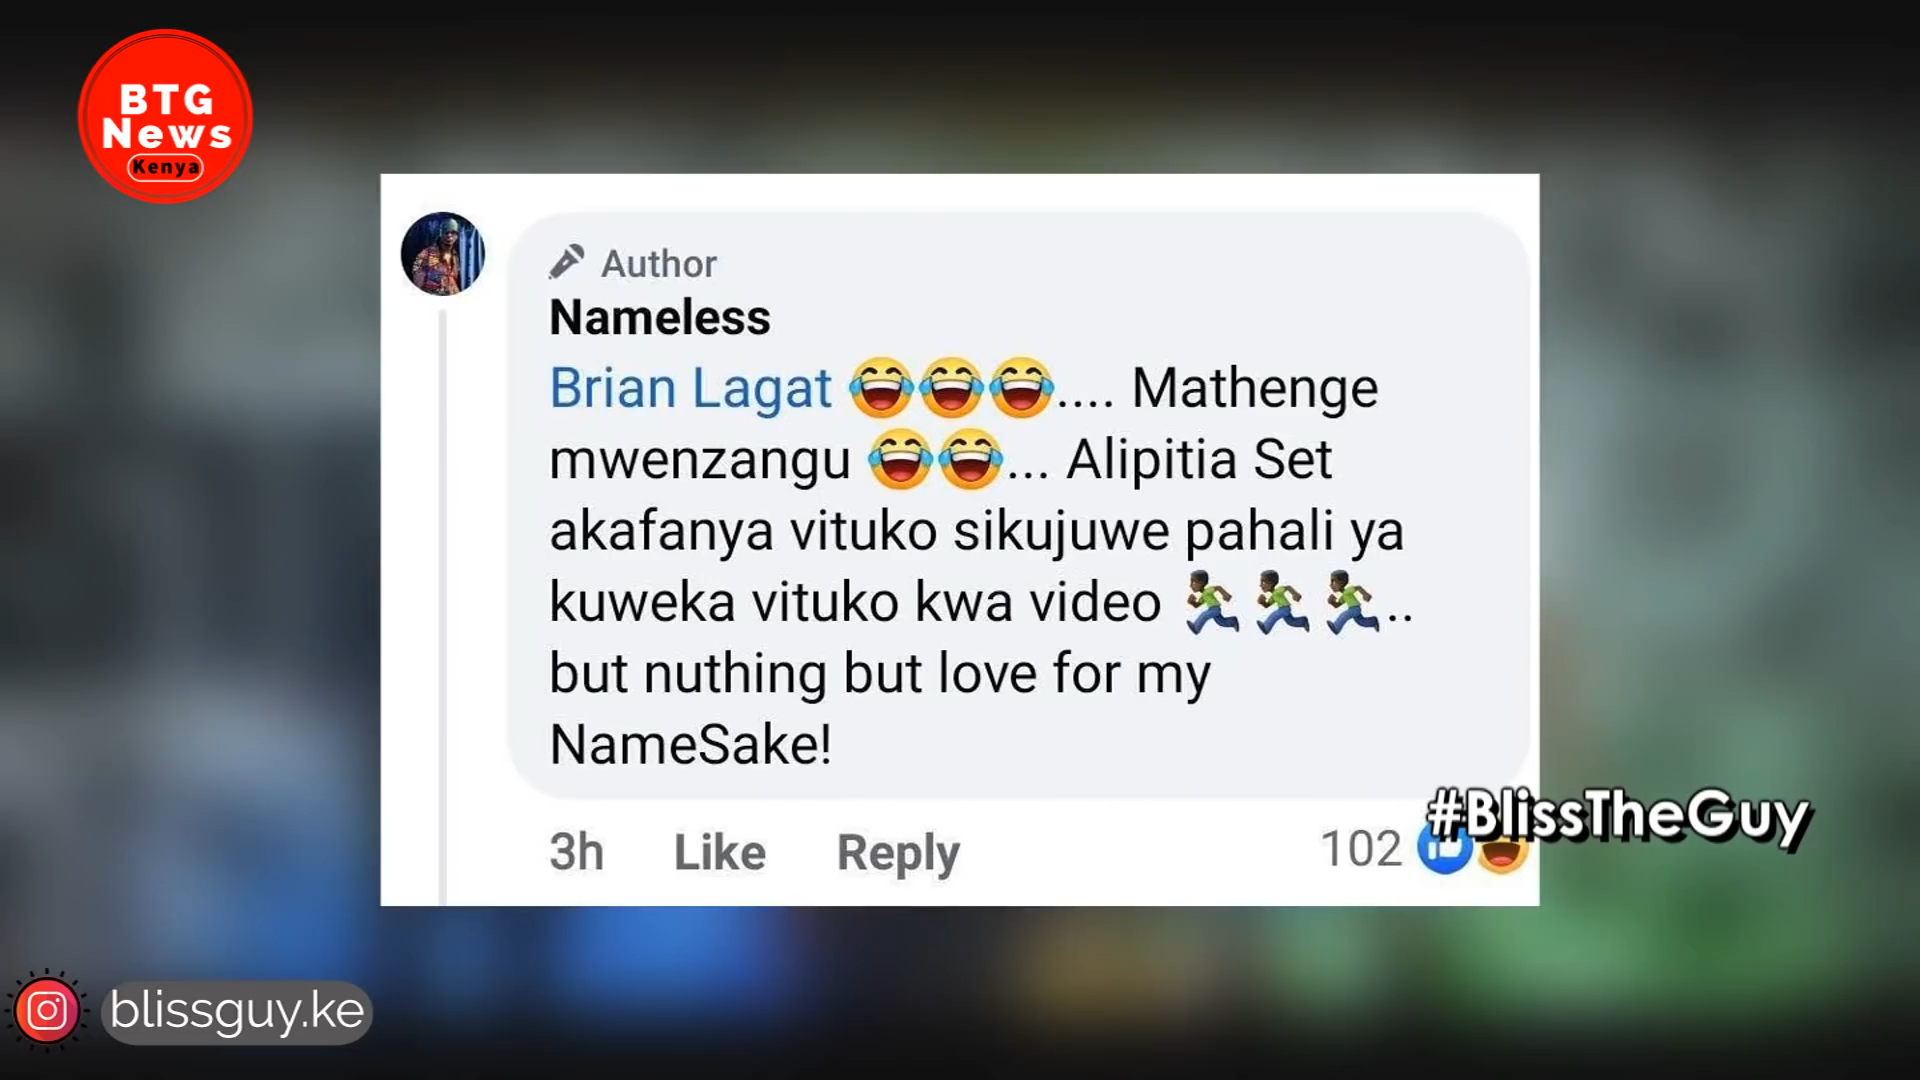 BTG
News
Kenya
Author
Nameless
Brian Lagat 😂😂😂.... Mathenge
mwenzangu 😂😂... Alipitia Set
akafanya vituko sikujuwe pahali ya
kuweka vituko kwa video 🏃🏿🏃🏿🏃🏿..
but nuthing but love for my
NameSake!
#BlissTheGuy
3h Like Reply 102
blissguy.ke